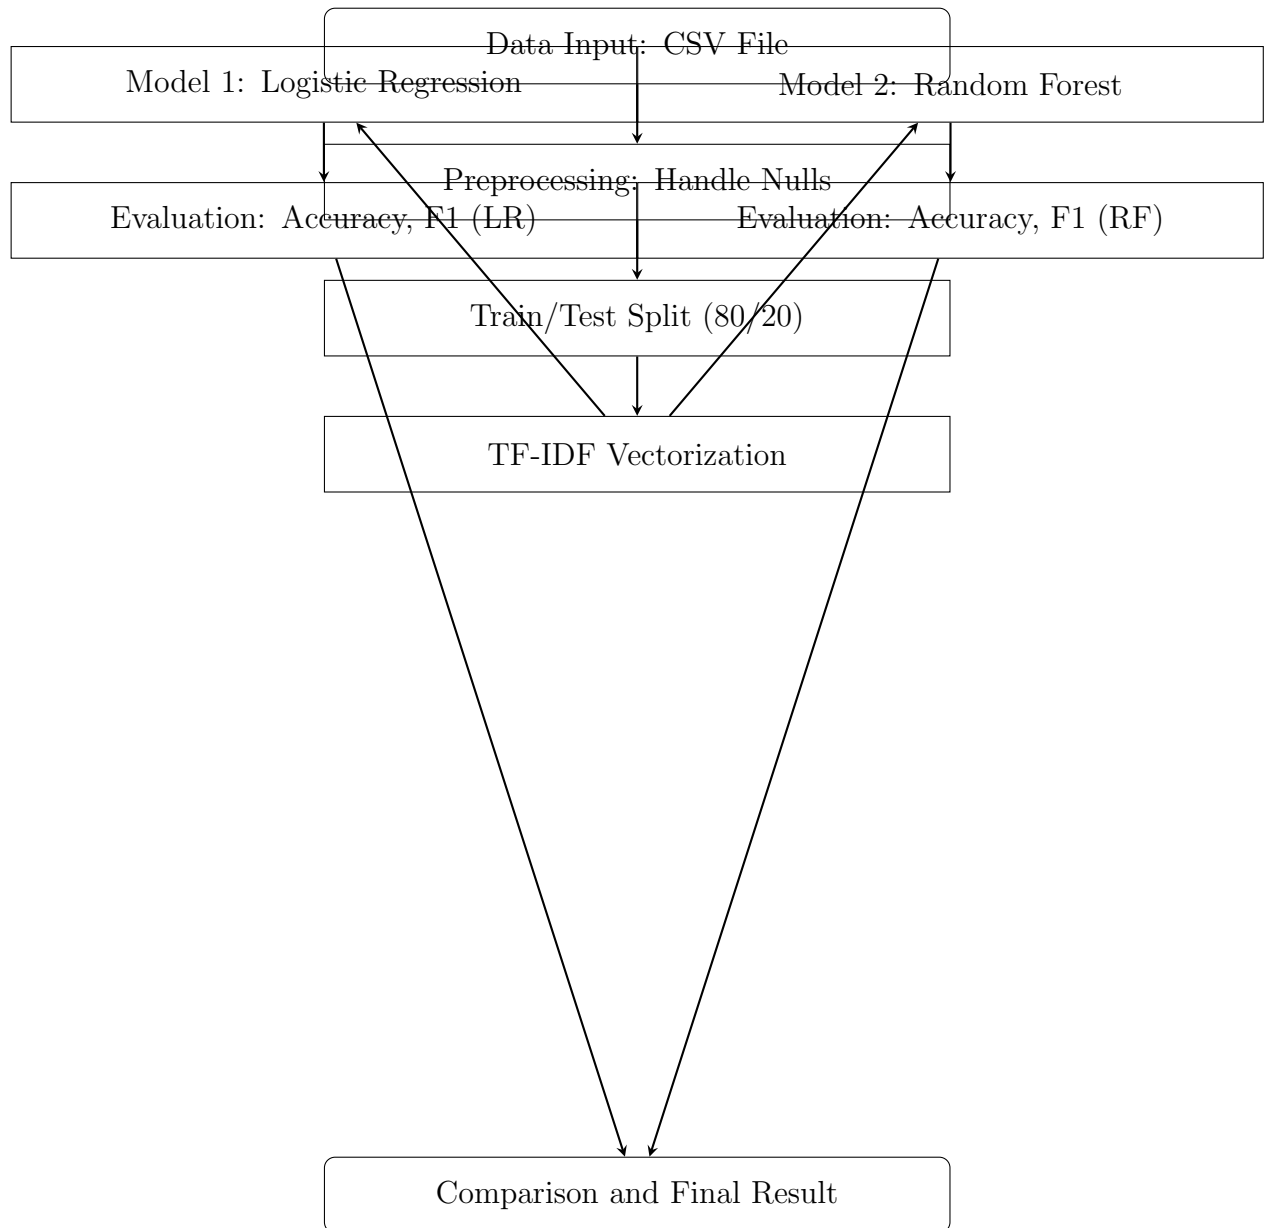 Data Input: CSV File
Model 1: Logistic Regression
Model 2: Random Forest
Preprocessing: Handle Nulls
Evaluation: Accuracy, F1 (LR)
Evaluation: Accuracy, F1 (RF)
Train/Test Split (80/20)
TF-IDF Vectorization
Comparison and Final Result